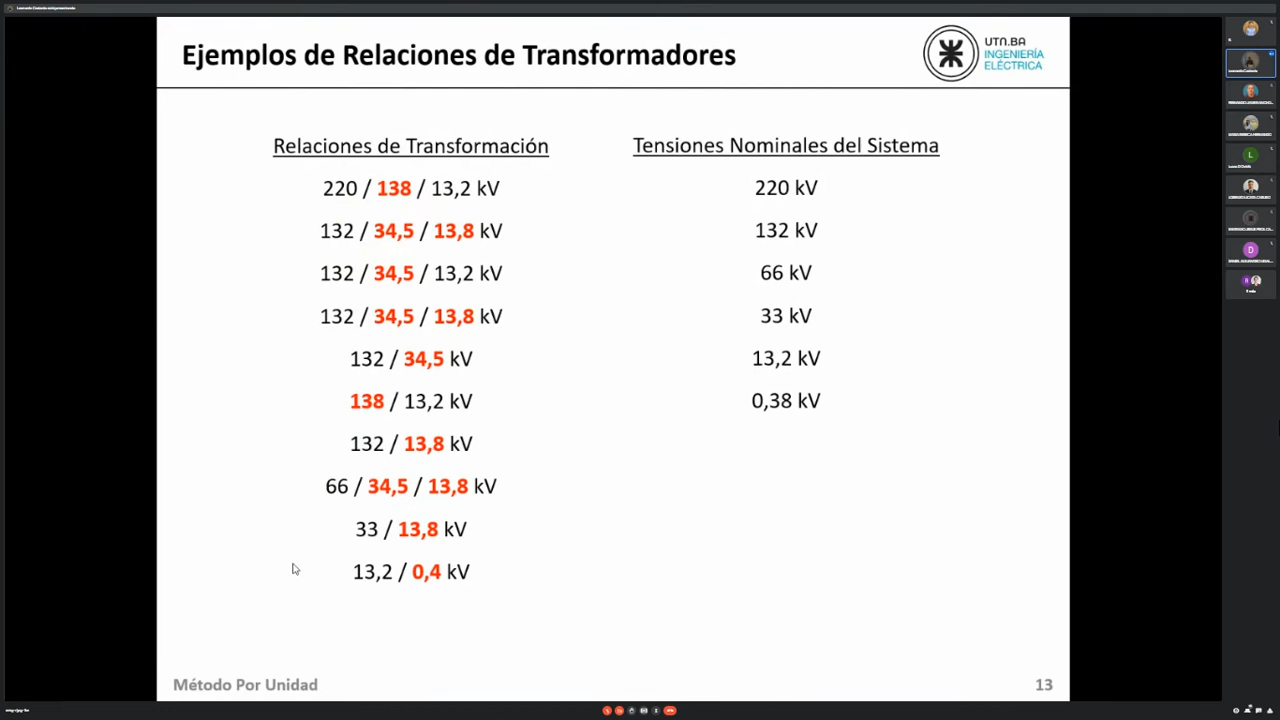 Ejemplos de Relaciones de Transformadores
UTN.BA
INGENIERÍA
ELÉCTRICA
Relaciones de Transformación
220 / 138 / 13,2 kV
132 / 34,5 / 13,8 kV
132 / 34,5 / 13,2 kV
132 / 34,5 / 13,8 kV
132 / 34,5 kV
138 / 13,2 kV
132 / 13,8 kV
66 / 34,5 / 13,8 kV
33 / 13,8 kV
13,2 / 0,4 kV
Tensiones Nominales del Sistema
220 kV
132 kV
66 kV
33 kV
13,2 kV
0,38 kV
Método Por Unidad
13
L
D